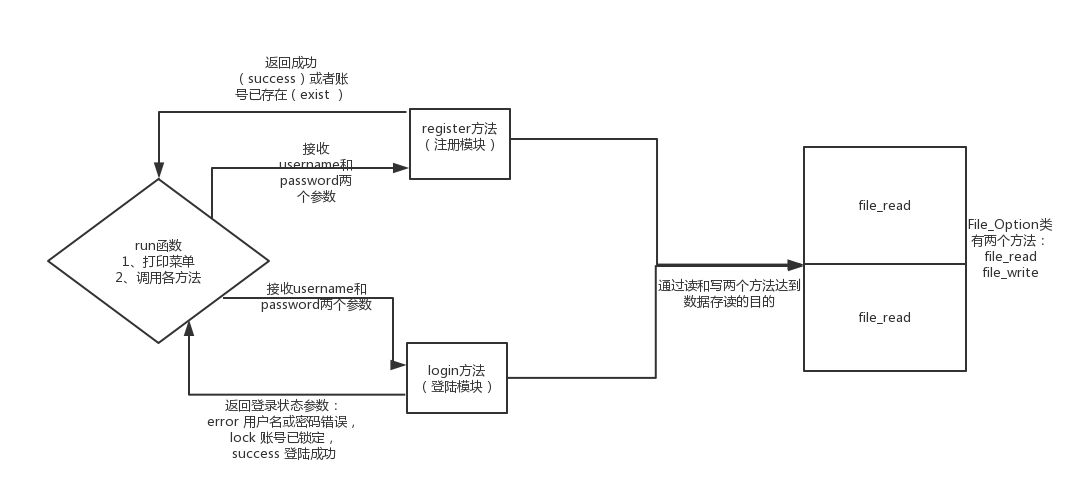 返回成功
（success）或者账
号已存在（exist ）
register方法
（注册模块）
接收
username和
password两
个参数
run函数
1、打印菜单
2、调用各方法
接收username和
password两个参数
login方法
（登陆模块）
返回登录状态参数：
error 用户名或密码错误，
lock 账号已锁定，
success 登陆成功
通过读和写两个方法达到
数据存读的目的
file_read
file_read
File_Option类
有两个方法：
file_read
file_write